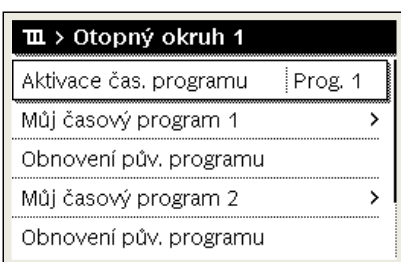 > Otopný okruh 1
Aktivace čas. programu Prog. 1
Můj časový program 1 >
Obnovení pův. programu
Můj časový program 2 >
Obnovení pův. programu